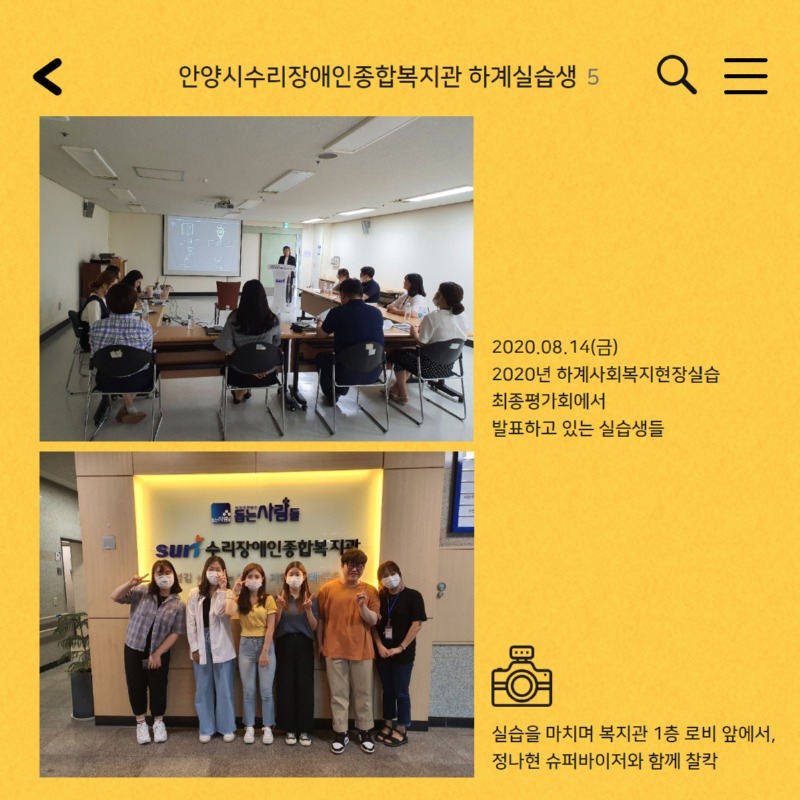 안양시수리장애인종합복지관 하계실습생 5
2020.08.14(금)
2020년 하계사회복지현장실습
최종평가회에서
발표하고 있는 실습생들
돕는사람들
suri 수리장애인종합복지관
실습을 마치며 복지관 1층 로비 앞에서,
정나현 슈퍼바이저와 함께 찰칵